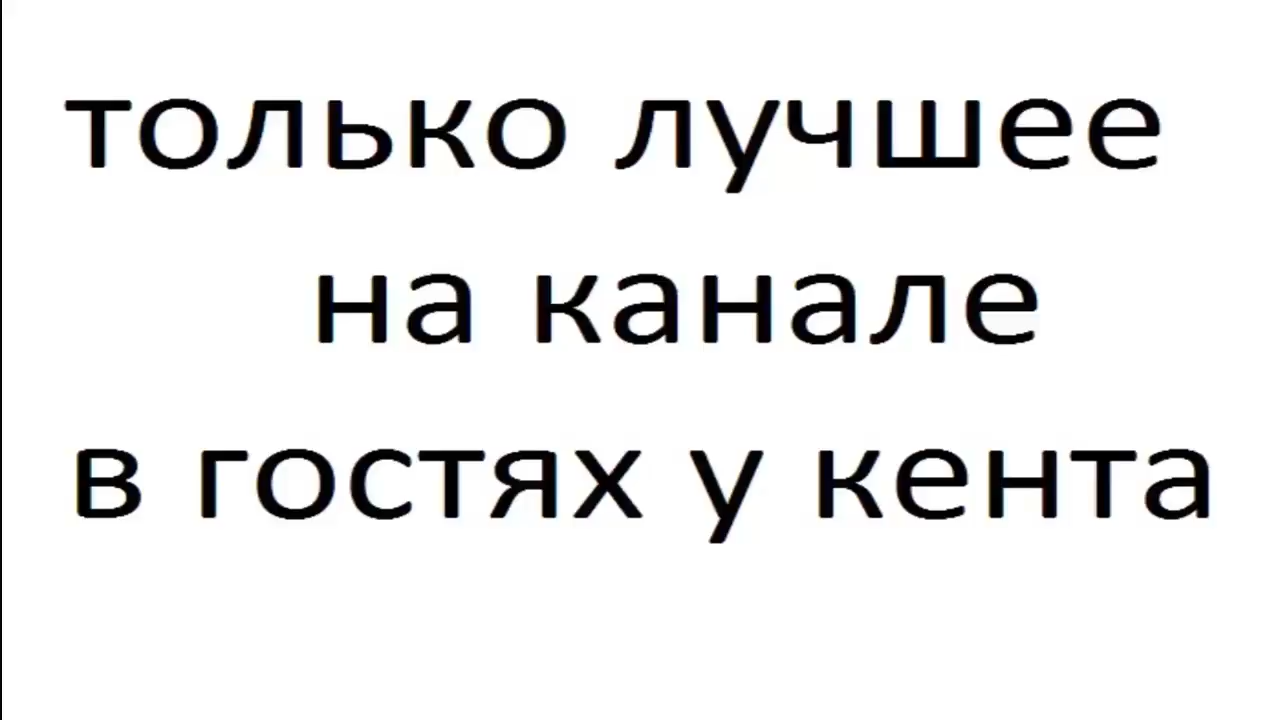 только лучшее
на канале
в гостях у кента